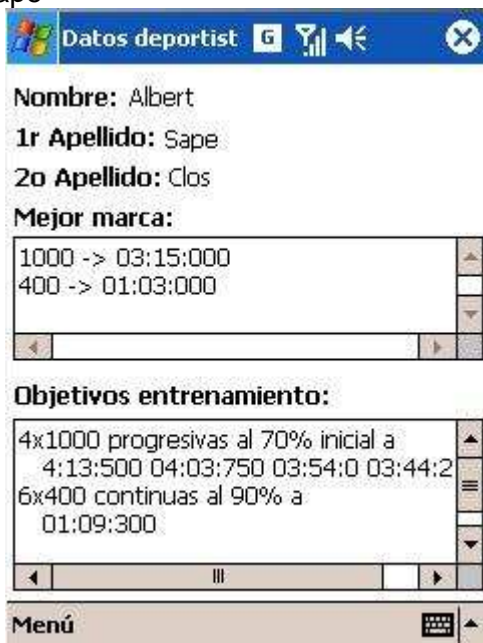 Datos deportist G
Nombre: Albert
1r Apellido: Sape
2o Apellido: Clos
Mejor marca:
1000 -> 03:15:000
400 -> 01:03:000
Objetivos entrenamiento:
4x1000 progresivas al 70% inicial a
4:13:500 04:03:750 03:54:0 03:44:2
6x400 continuas al 90% a
01:09:300
Menú